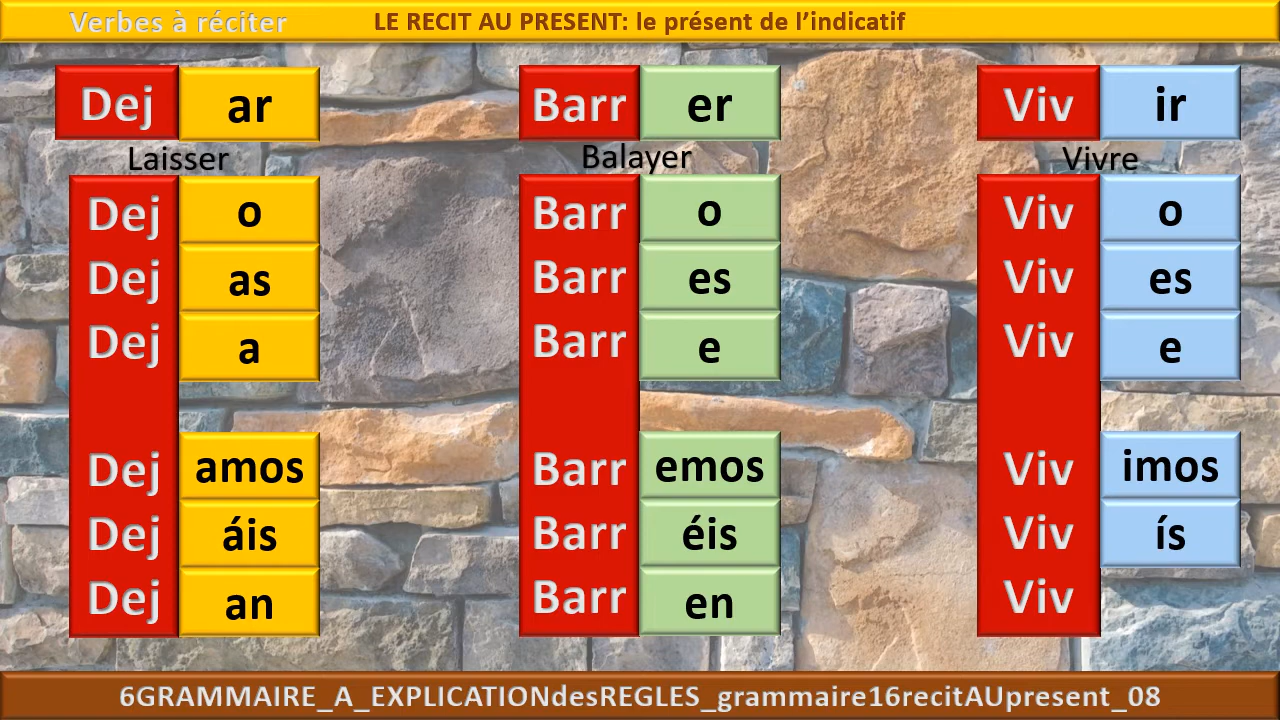 Verbes à réciter LE RECIT AU PRESENT: le présent de l’indicatif
Dej ar Barr er Viv ir
Laisser Balayer Vivre
Dej o Barr o Viv o
Dej as Barr es Viv es
Dej a Barr e Viv e
Dej amos Barr emos Viv imos
Dej áis Barr éis Viv ís
Dej an Barr en Viv
6GRAMMAIRE_A_EXPLICATIONdesREGLES_grammaire16recitAUpresent_08